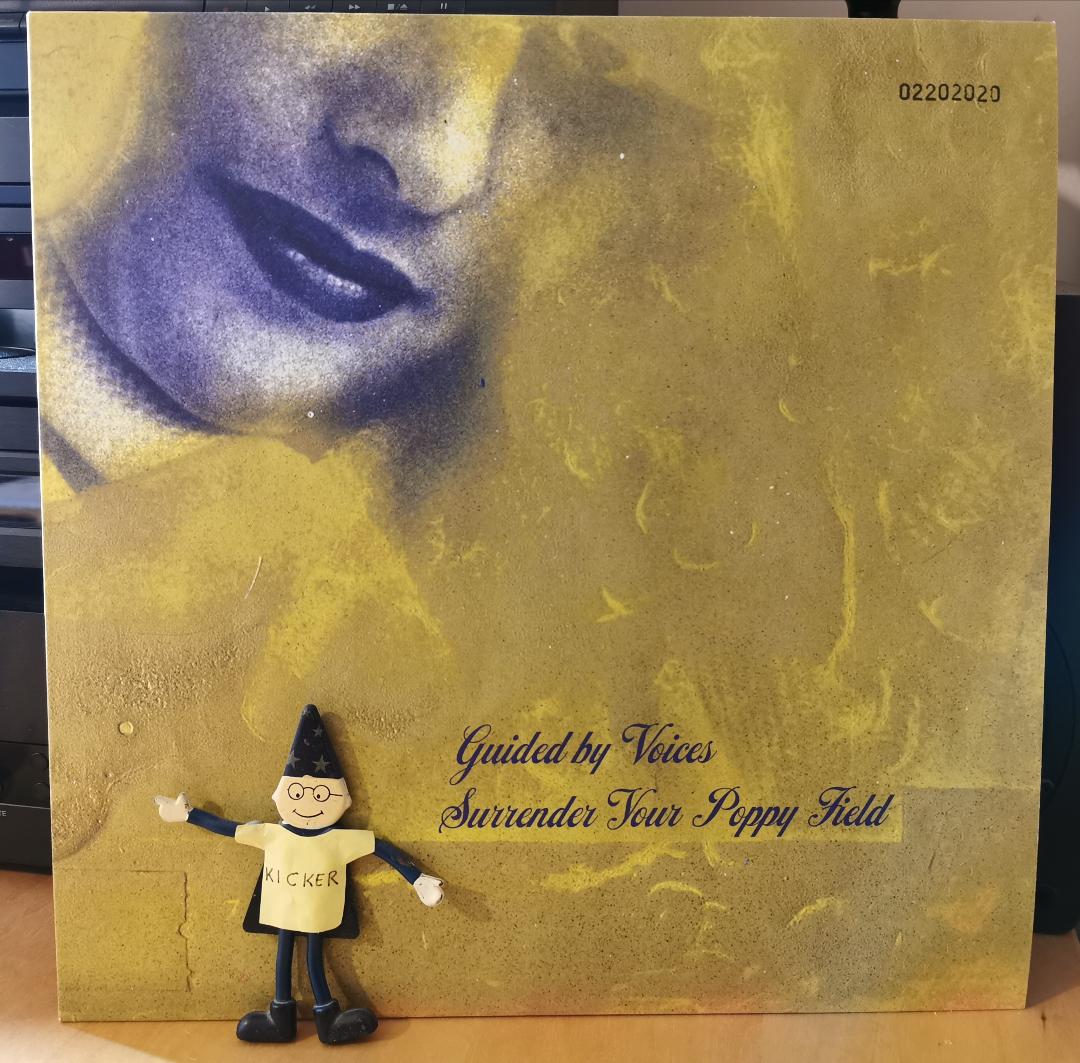 02202020
Guided by Voices
Surrender Your Poppy Field
KICKER